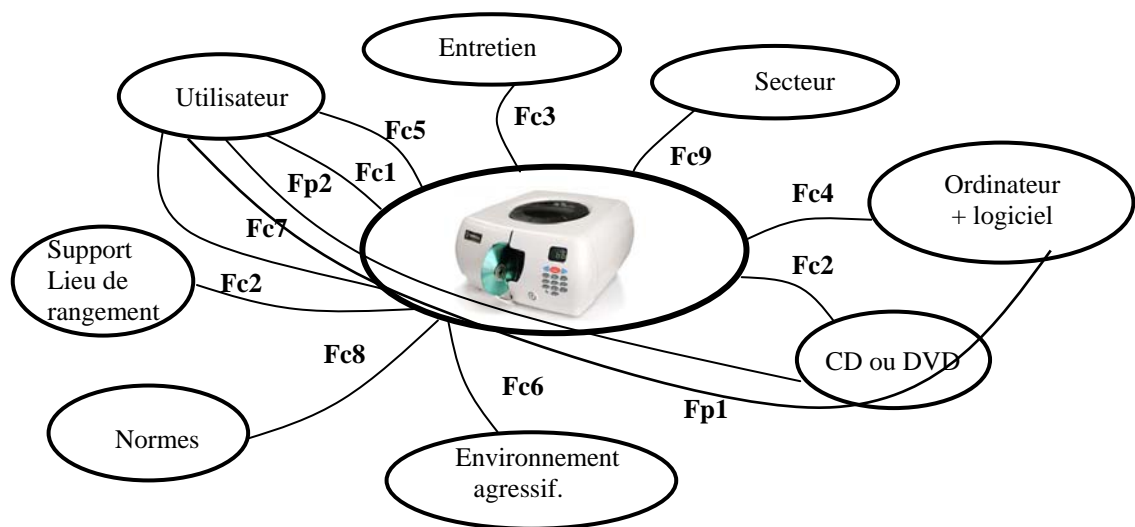 Entretien
Utilisateur
Secteur
Fc5
Fc3
Fc9
Fc1
Fp2
Fc4
Ordinateur
+ logiciel
Fc7
Support
Lieu de
rangement
Fc2
Fc2
Fc8
CD ou DVD
Fc6
Fp1
Normes
Environnement
agressif.